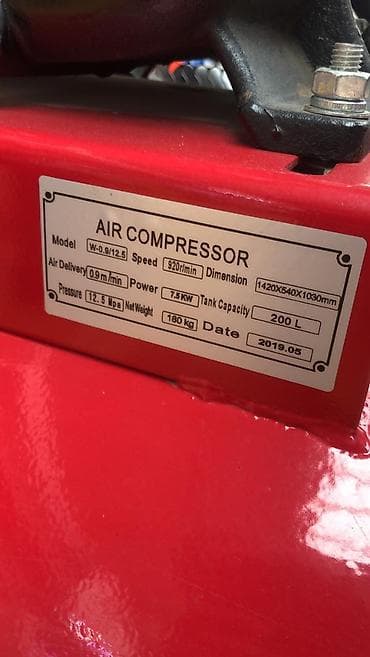 AIR COMPRESSOR
Model W-0.9/12.5 Speed 920r/min Dimension 1420X540X1030mm
Air Delivery 0.9 m/min Power 7.5KW Tank Capacity 200 L
Pressure 12.5 Mpa Net Weight 180 kg Date 2019.05